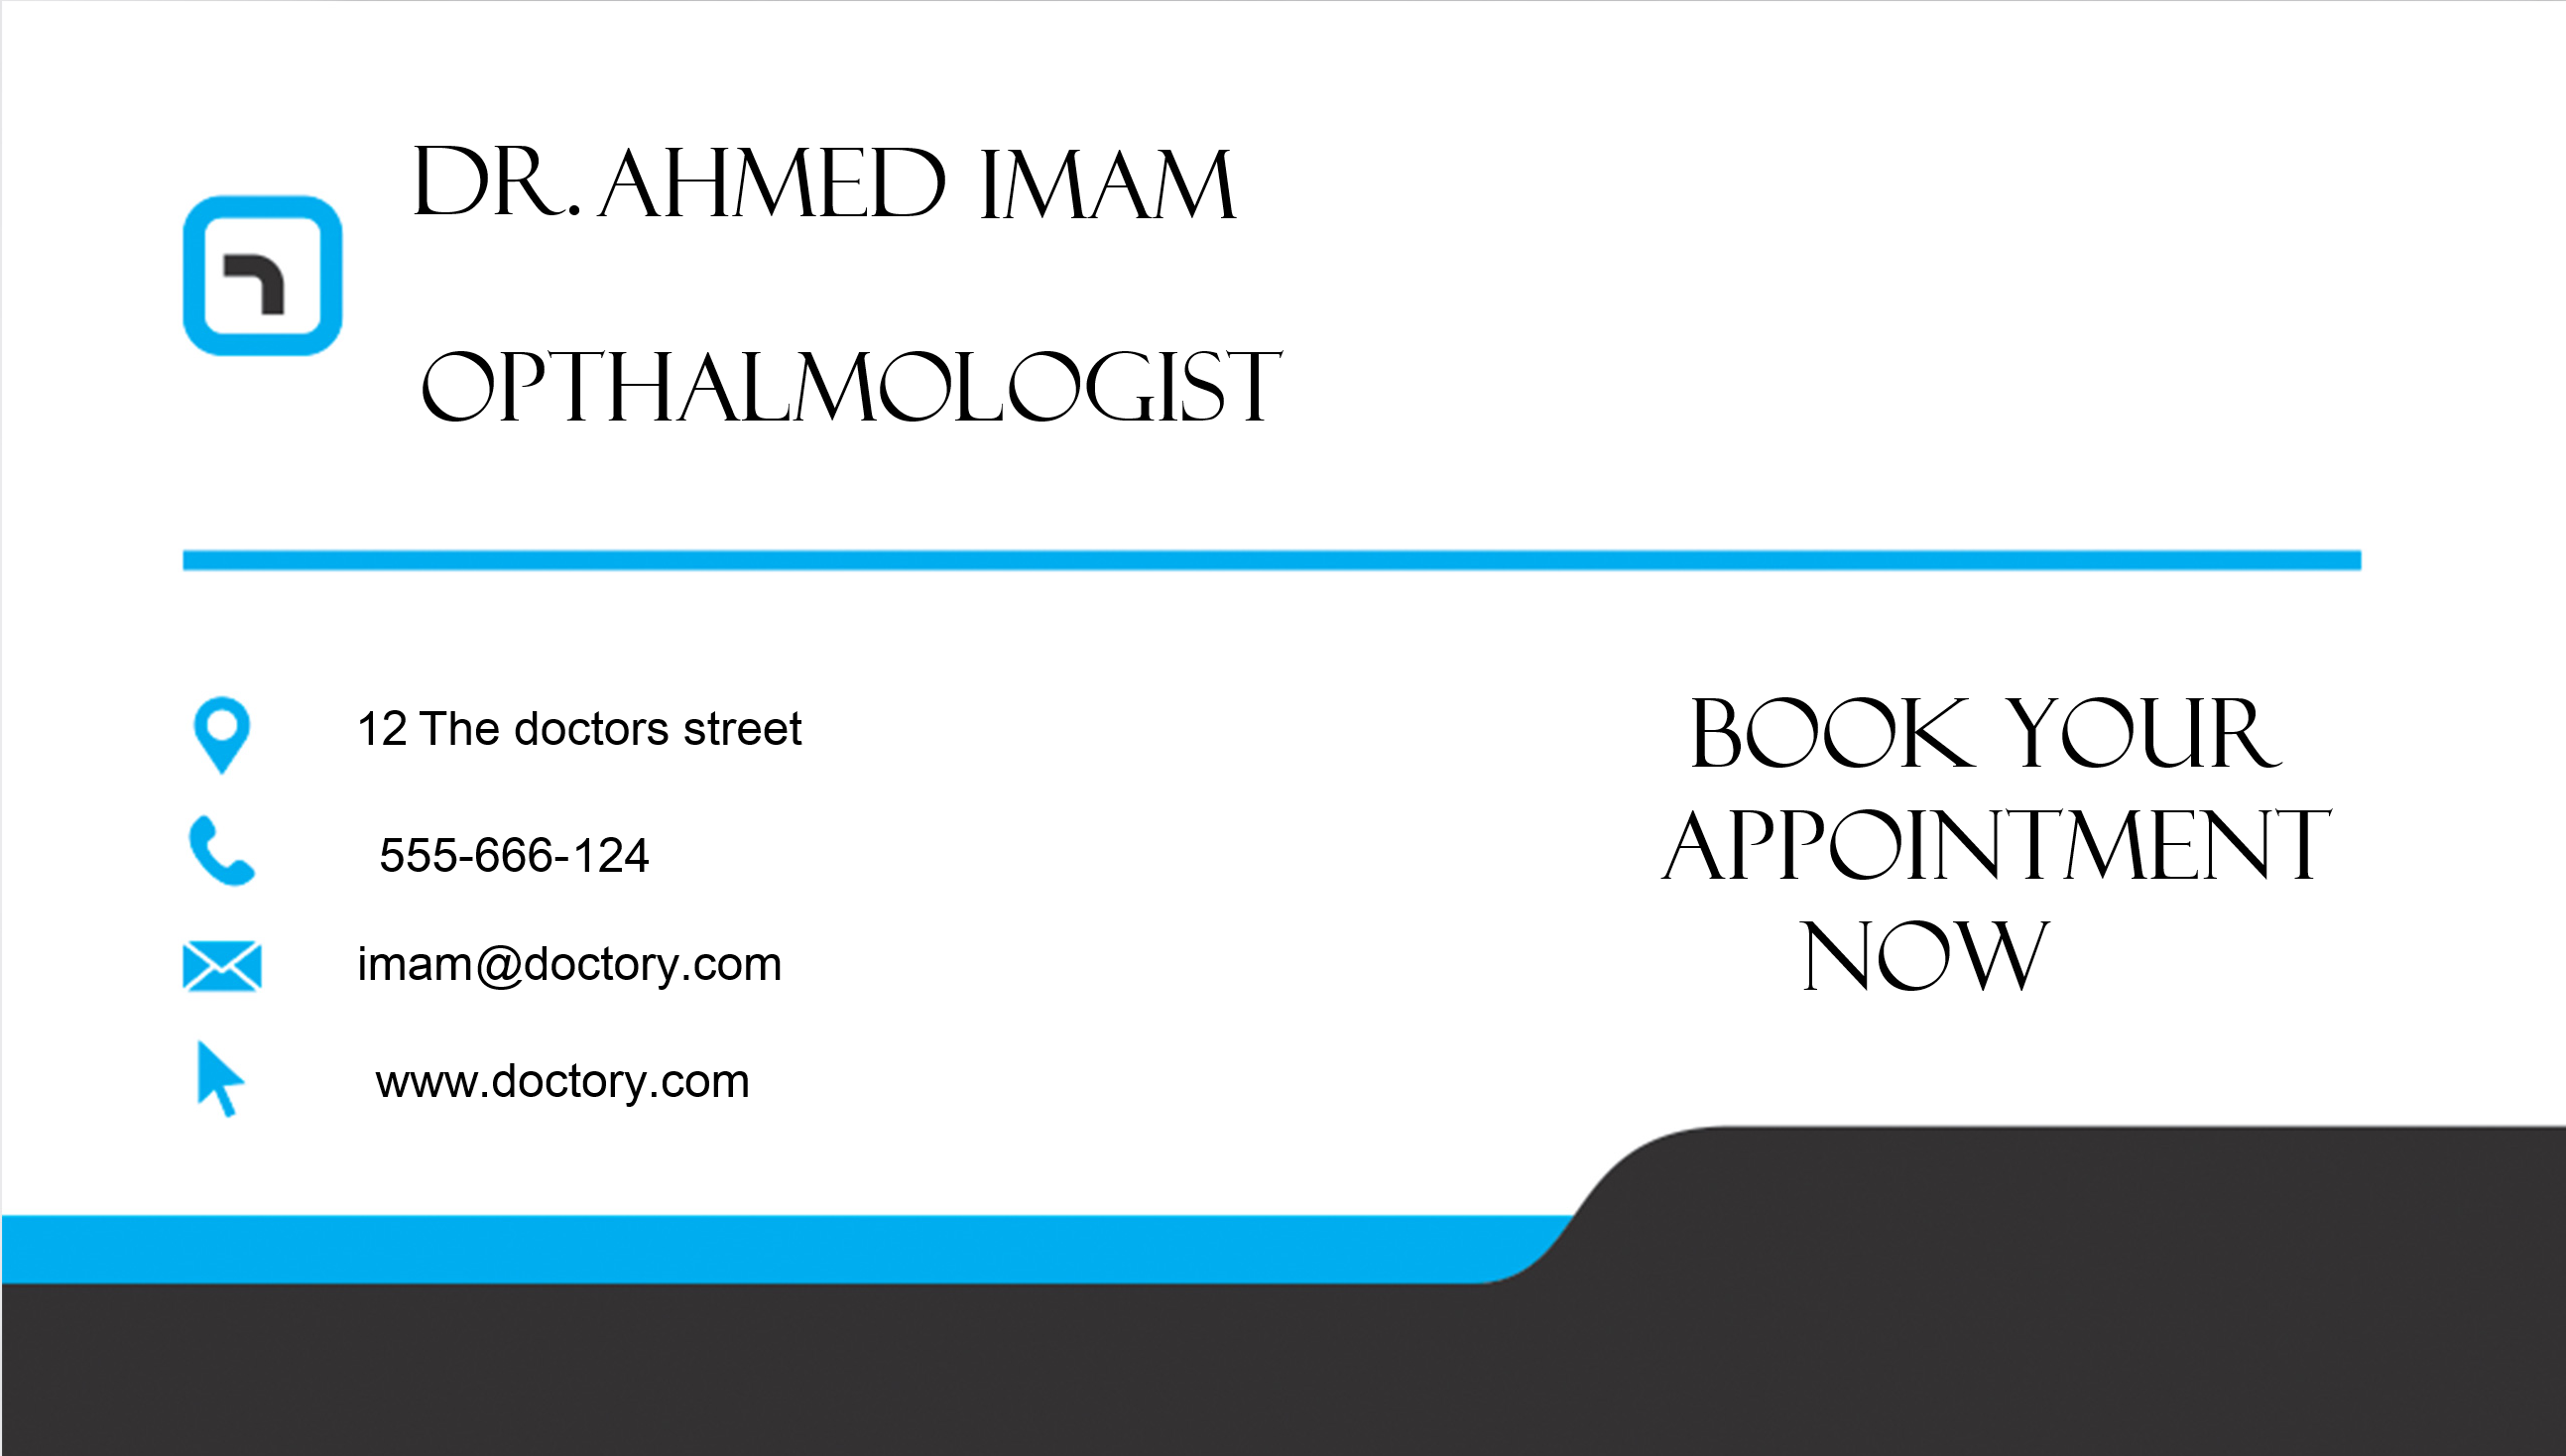 DR. AHMED IMAM
OPTHALMOLOGIST
12 The doctors street
555-666-124
imam@doctory.com
www.doctory.com
BOOK YOUR
APPOINTMENT
NOW